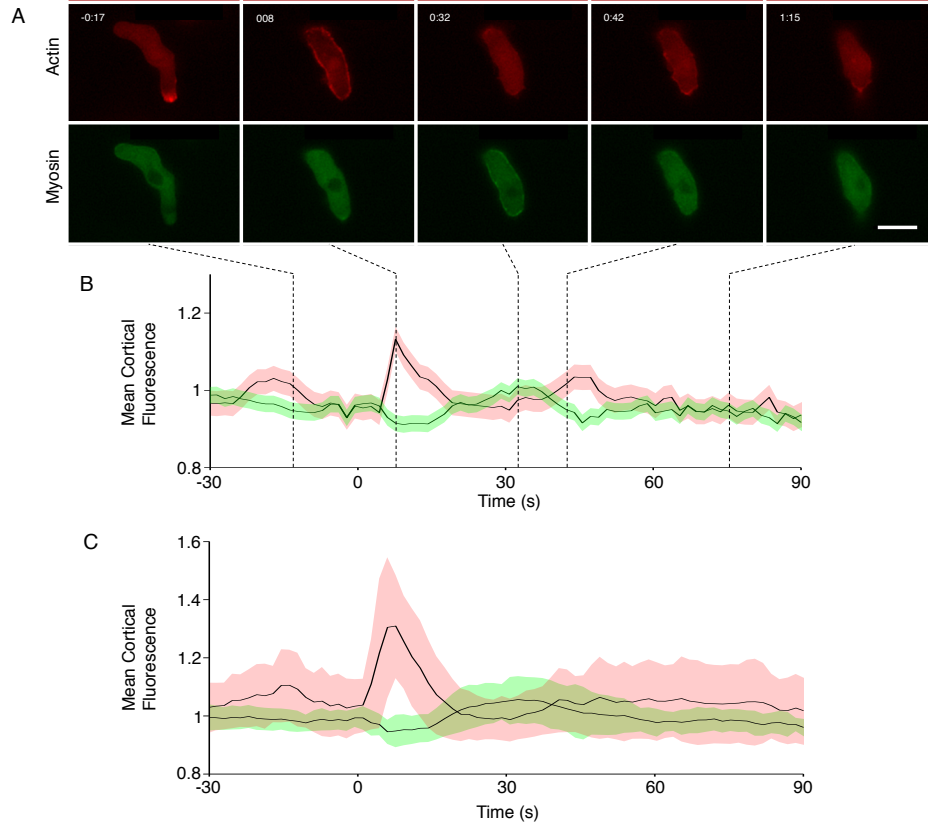 A
Actin
-0:17
008
0:32
0:42
1:15
Myosin
B
Mean Cortical
Fluorescence
1.2
1
0.8
-30
0
30
60
90
Time (s)
C
Mean Cortical
Fluorescence
1.6
1.4
1.2
1
0.8
-30
0
30
60
90
Time (s)